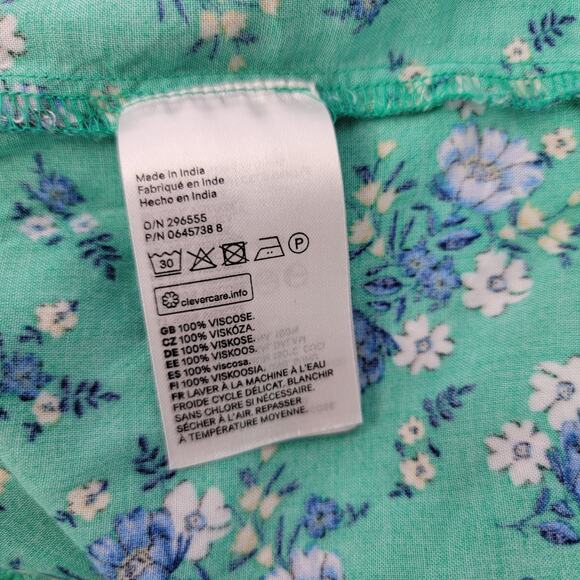 Made in India
Fabriqué en Inde
Hecho en India
O/N 296555
P/N 0645738 8
30
P
clevercare.info
GB 100% VISCOSE.
CZ 100% VISKÓZA.
DE 100% VISKOSE.
EE 100% VISKOOS.
ES 100% viscosa.
FI 100% VISKOOSIA.
FR LAVER À LA MACHINE À L'EAU
FROIDE CYCLE DÉLICAT. BLANCHIR
SANS CHLORE SI NÉCESSAIRE.
SÉCHER À L'AIR. REPASSER
À TEMPÉRATURE MOYENNE.